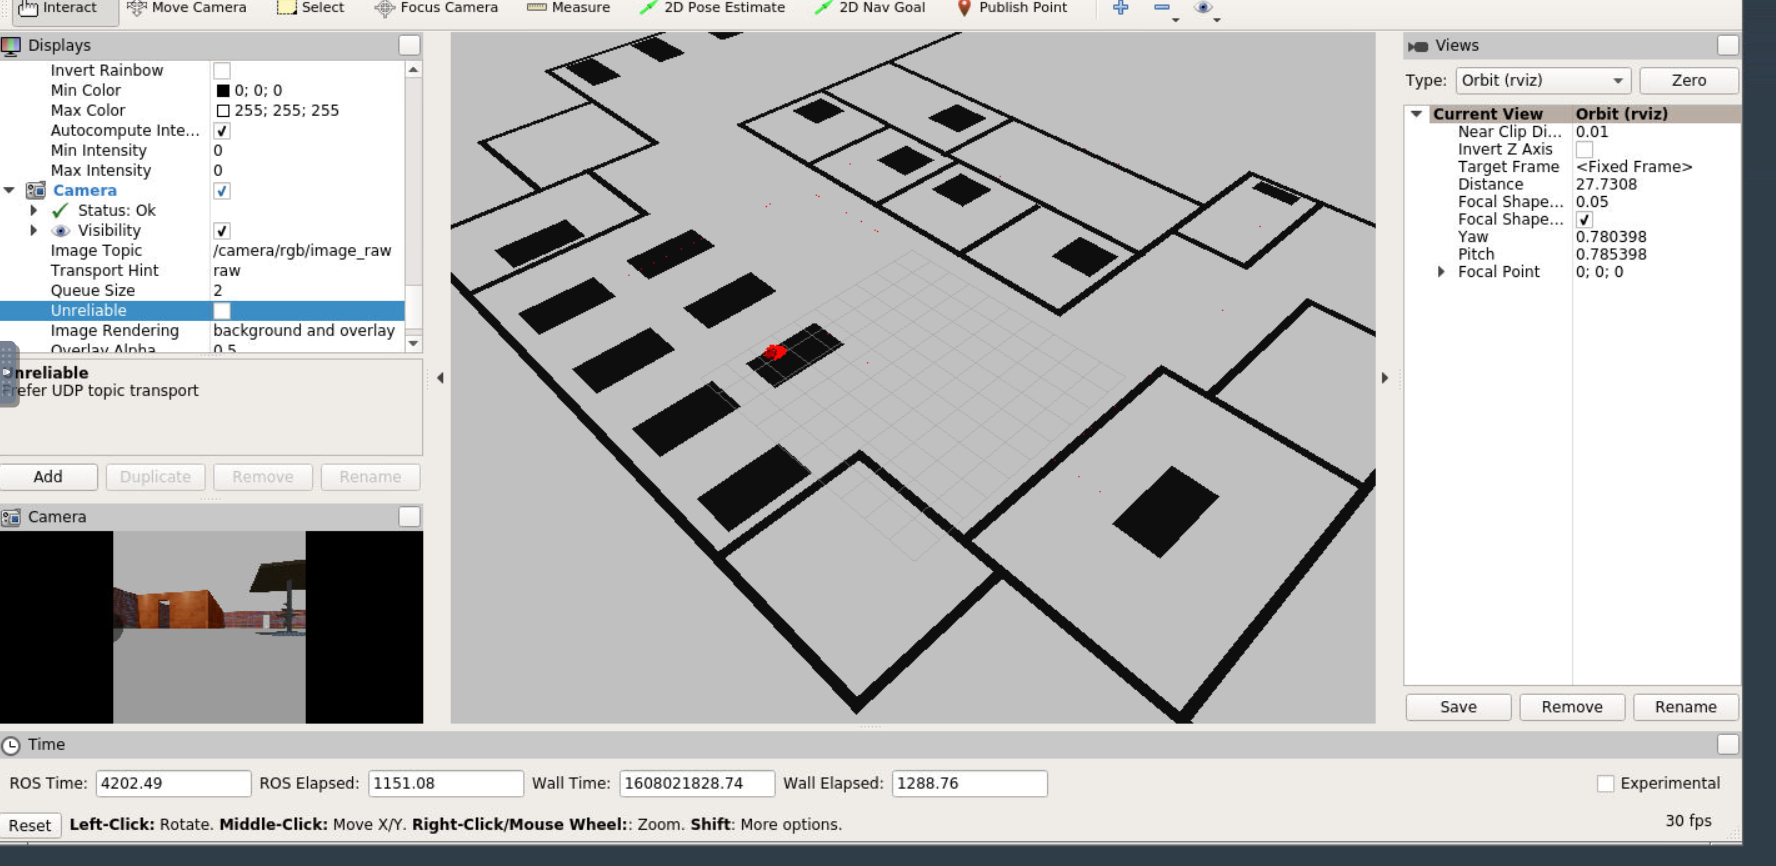 Interact Move Camera Select Focus Camera Measure 2D Pose Estimate 2D Nav Goal Publish Point
Displays
Invert Rainbow
Min Color 0; 0; 0
Max Color 255; 255; 255
Autocompute Inte...
Min Intensity 0
Max Intensity 0
Camera
Status: Ok
Visibility
Image Topic /camera/rgb/image_raw
Transport Hint raw
Queue Size 2
Unreliable
Image Rendering background and overlay
Overlay Alpha 0.5
nreliable
refer UDP topic transport
Add Duplicate Remove Rename
Camera
Views
Type: Orbit (rviz) Zero
Current View Orbit (rviz)
Near Clip Di... 0.01
Invert Z Axis
Target Frame <Fixed Frame>
Distance 27.7308
Focal Shape... 0.05
Focal Shape...
Yaw 0.780398
Pitch 0.785398
Focal Point 0; 0; 0
Save Remove Rename
Time
ROS Time: 4202.49 ROS Elapsed: 1151.08 Wall Time: 1608021828.74 Wall Elapsed: 1288.76 Experimental
Reset Left-Click: Rotate. Middle-Click: Move X/Y. Right-Click/Mouse Wheel:: Zoom. Shift: More options. 30 fps